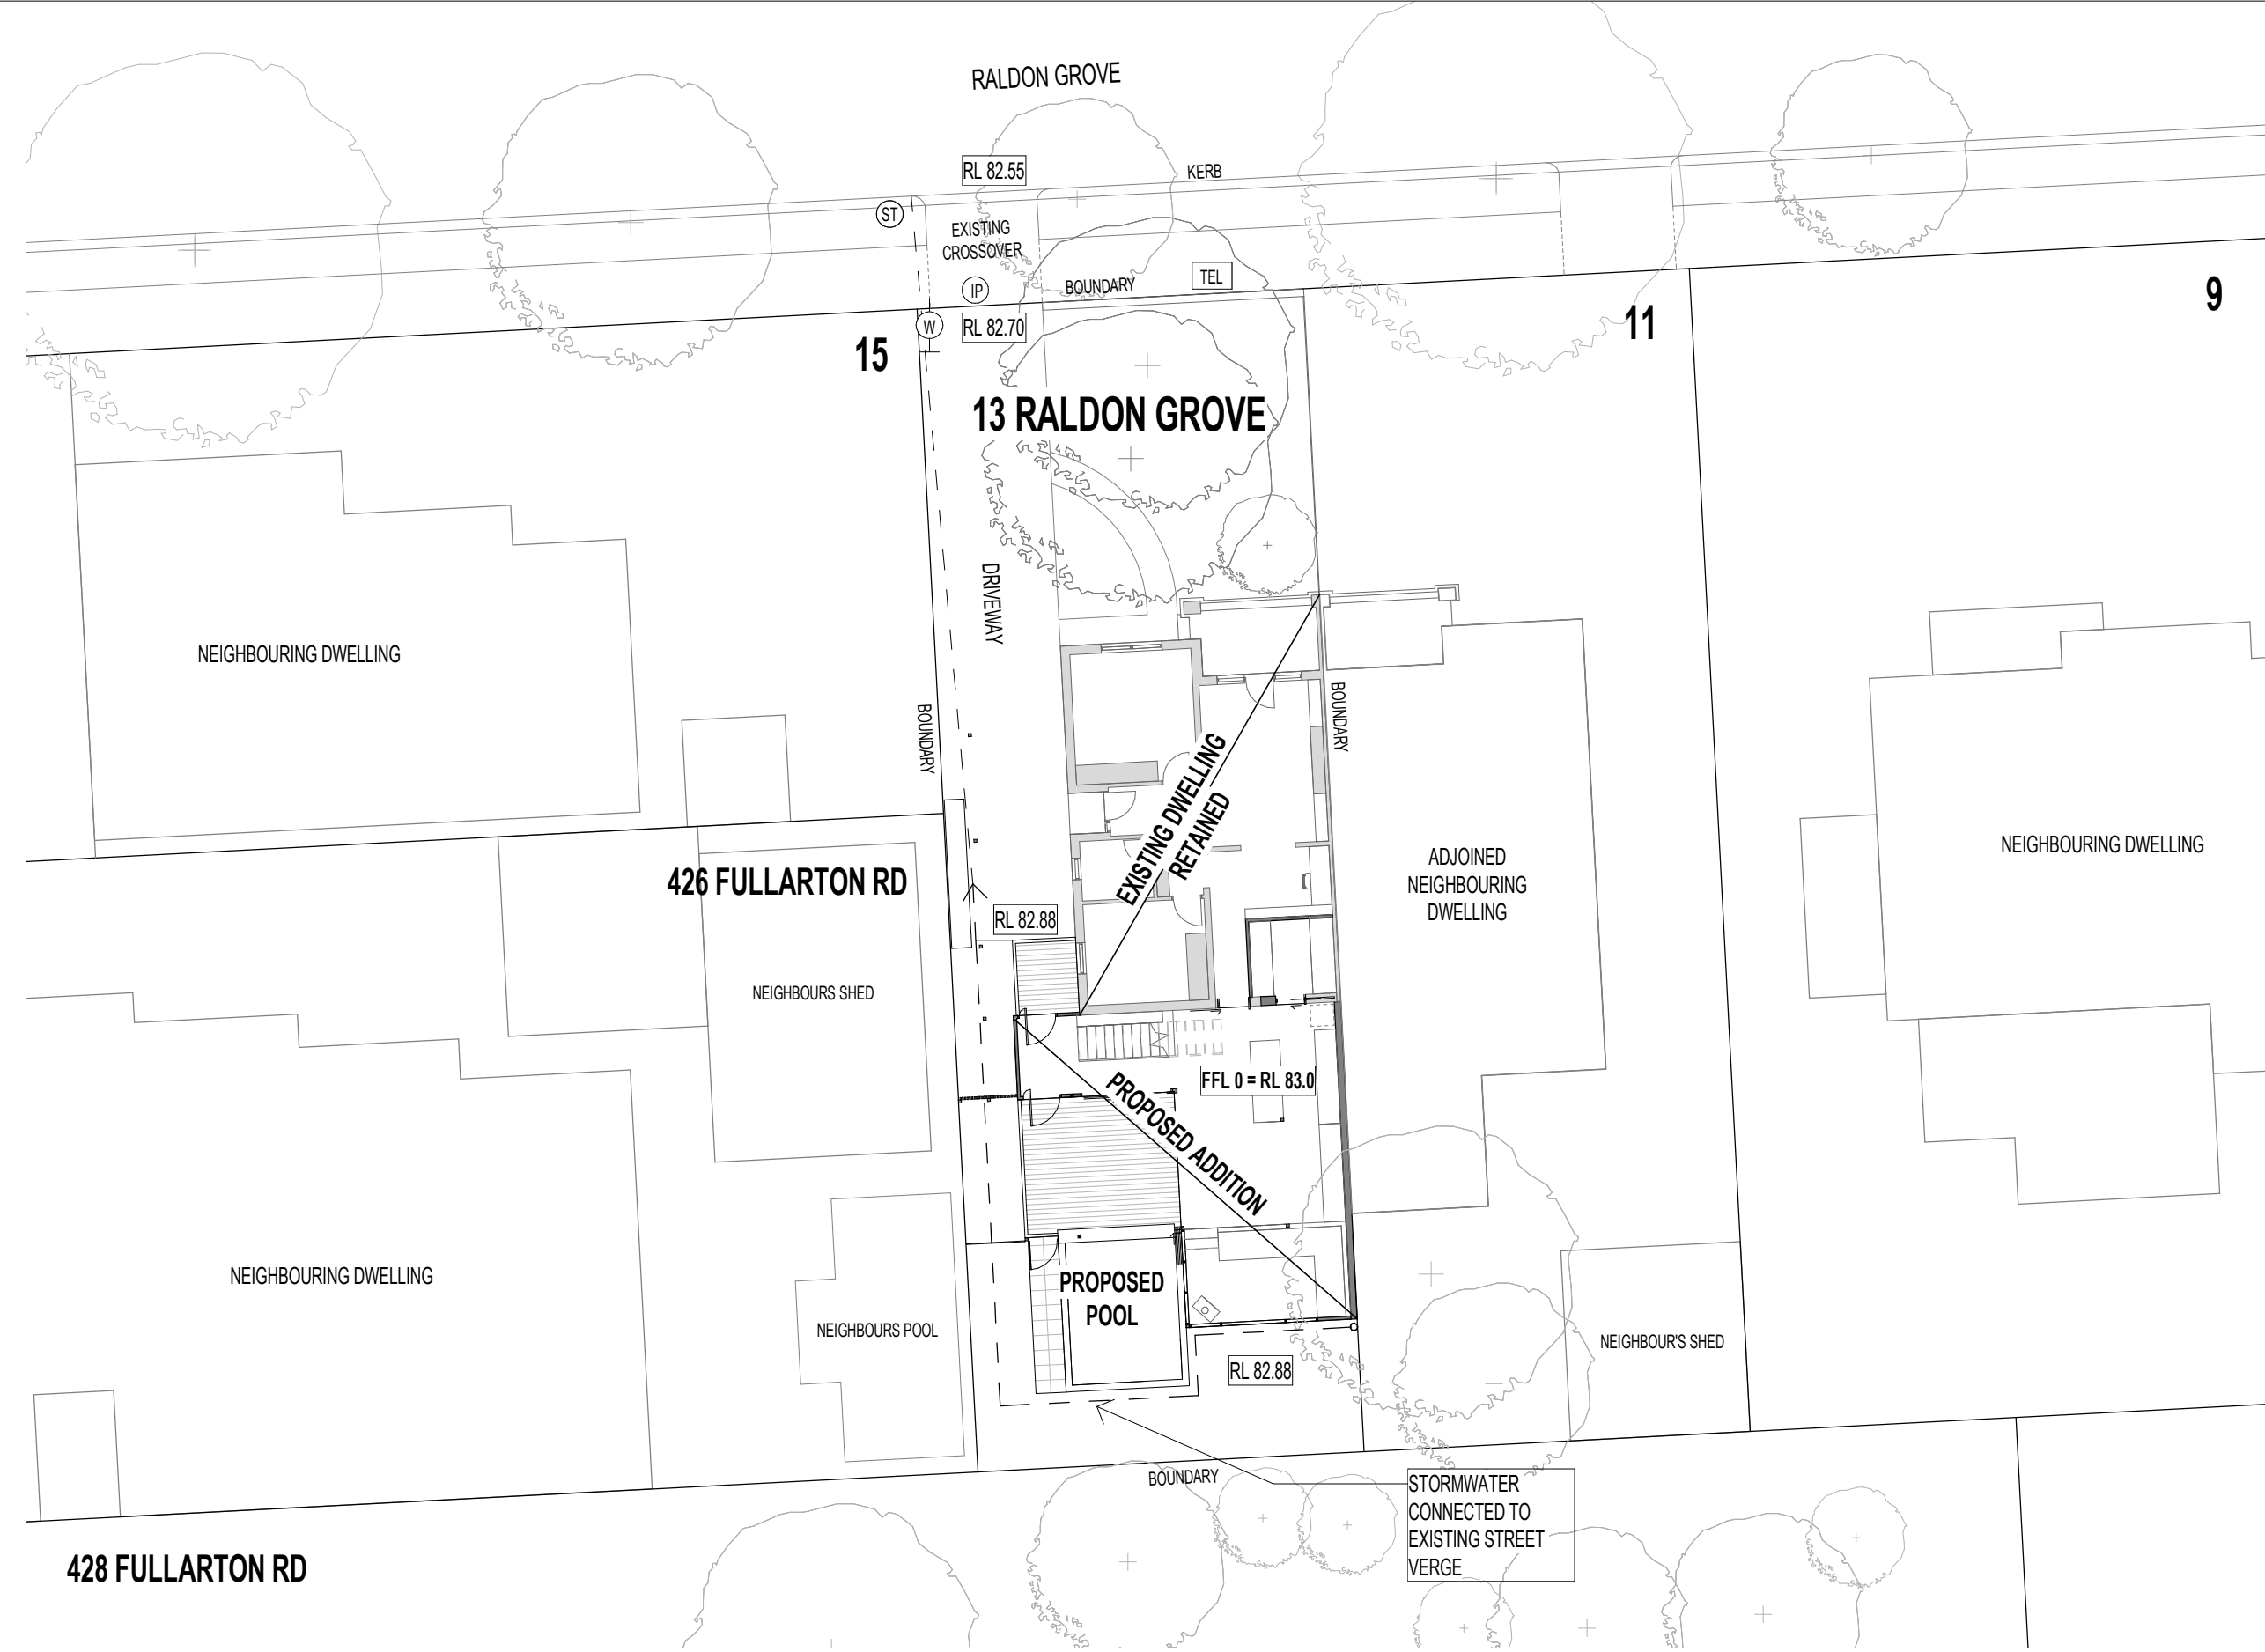 RALDON GROVE
RL 82.55
KERB
ST
EXISTING
CROSSOVER
IP
BOUNDARY
TEL
RL 82.70
W
15
11
9
13 RALDON GROVE
DRIVEWAY
NEIGHBOURING DWELLING
BOUNDARY
BOUNDARY
EXISTING DWELLING
RETAINED
NEIGHBOURING DWELLING
ADJOINED
NEIGHBOURING
DWELLING
426 FULLARTON RD
RL 82.88
NEIGHBOURS SHED
FFL 0 = RL 83.0
PROPOSED ADDITION
NEIGHBOURING DWELLING
PROPOSED
POOL
NEIGHBOURS POOL
NEIGHBOUR'S SHED
RL 82.88
BOUNDARY
STORMWATER
CONNECTED TO
EXISTING STREET
VERGE
428 FULLARTON RD